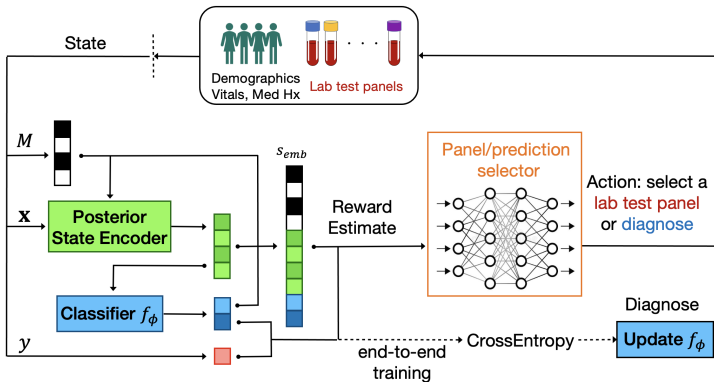 State
Demographics
Vitals, Med Hx
Lab test panels
. . .
M
s_emb
Panel/prediction
selector
x
Posterior
State Encoder
Reward
Estimate
Action: select a
lab test panel
or diagnose
Classifier f_ϕ
Diagnose
y
end-to-end
training
CrossEntropy
Update f_ϕ